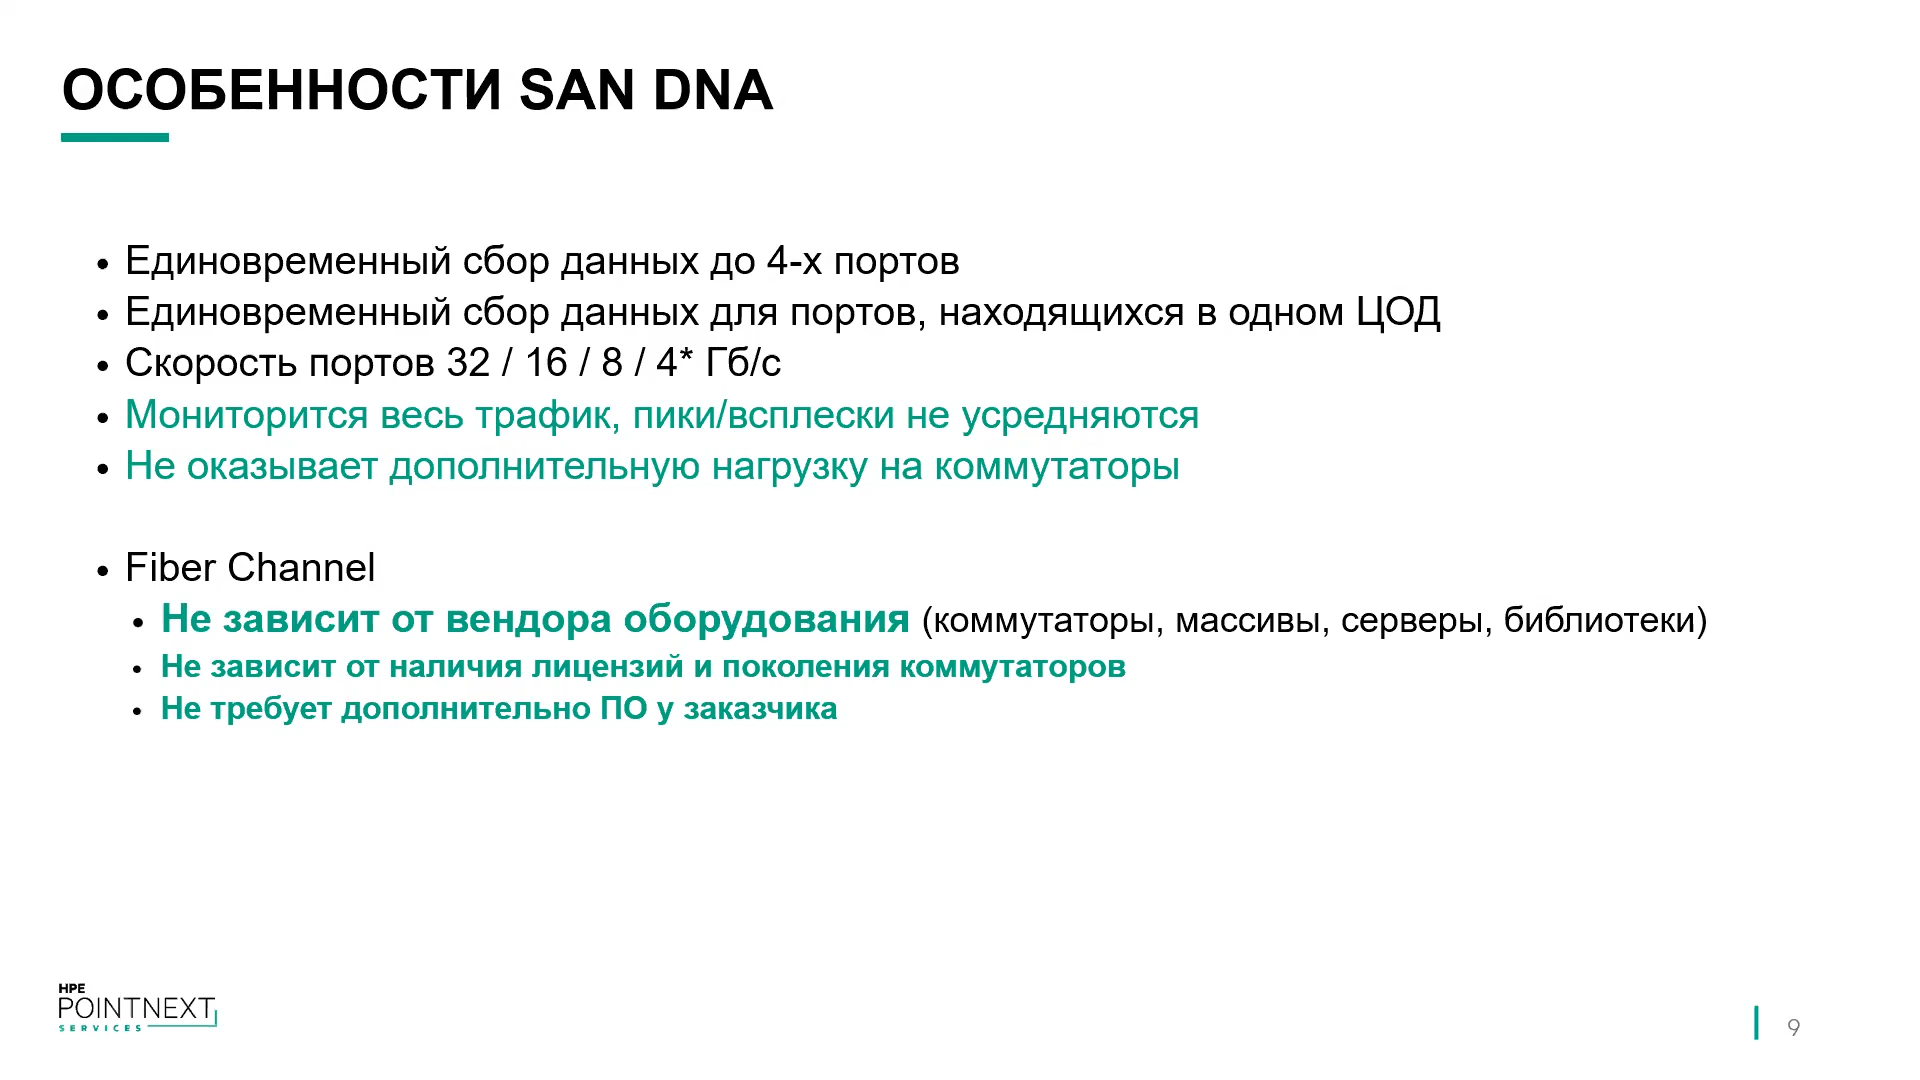 ОСОБЕННОСТИ SAN DNA
• Единовременный сбор данных до 4-х портов
• Единовременный сбор данных для портов, находящихся в одном ЦОД
• Скорость портов 32 / 16 / 8 / 4* Гб/с
• Мониторится весь трафик, пики/всплески не усредняются
• Не оказывает дополнительную нагрузку на коммутаторы
• Fiber Channel
• Не зависит от вендора оборудования (коммутаторы, массивы, серверы, библиотеки)
• Не зависит от наличия лицензий и поколения коммутаторов
• Не требует дополнительно ПО у заказчика
HPE
POINTNEXT
SERVICES
9